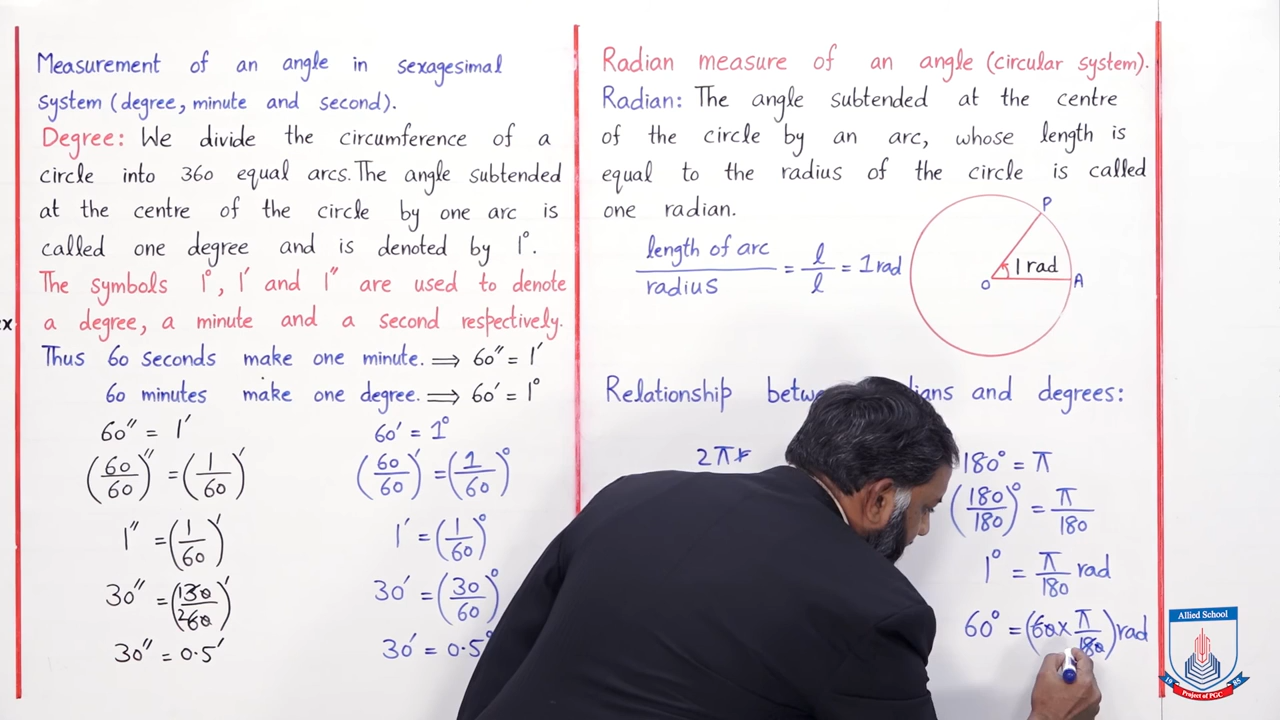 Measurement of an angle in sexagesimal
system (degree, minute and second).
Degree: We divide the circumference of a
circle into 360 equal arcs. The angle subtended
at the centre of the circle by one arc is
called one degree and is denoted by 1°.
The symbols 1°, 1′ and 1″ are used to denote
a degree, a minute and a second respectively.
Thus 60 seconds make one minute. ⟹ 60″ = 1′
60 minutes make one degree. ⟹ 60′ = 1°
60″ = 1′
(60/60)″ = (1/60)′
1″ = (1/60)′
30″ = (30/60)′
30″ = 0.5′
60′ = 1°
(60/60)′ = (1/60)°
1′ = (1/60)°
30′ = (30/60)°
30′ = 0.5°
Radian measure of an angle (circular system).
Radian: The angle subtended at the centre
of the circle by an arc, whose length is
equal to the radius of the circle is called
one radian.
length of arc/radius = l/l = 1 rad
P
1 rad
O
A
Relationship and degrees:
2πr
180° = π
(180/180)° = π/180
1° = π/180 rad
60° = (60 × π/180) rad
Allied School
19 85
Project of PGC